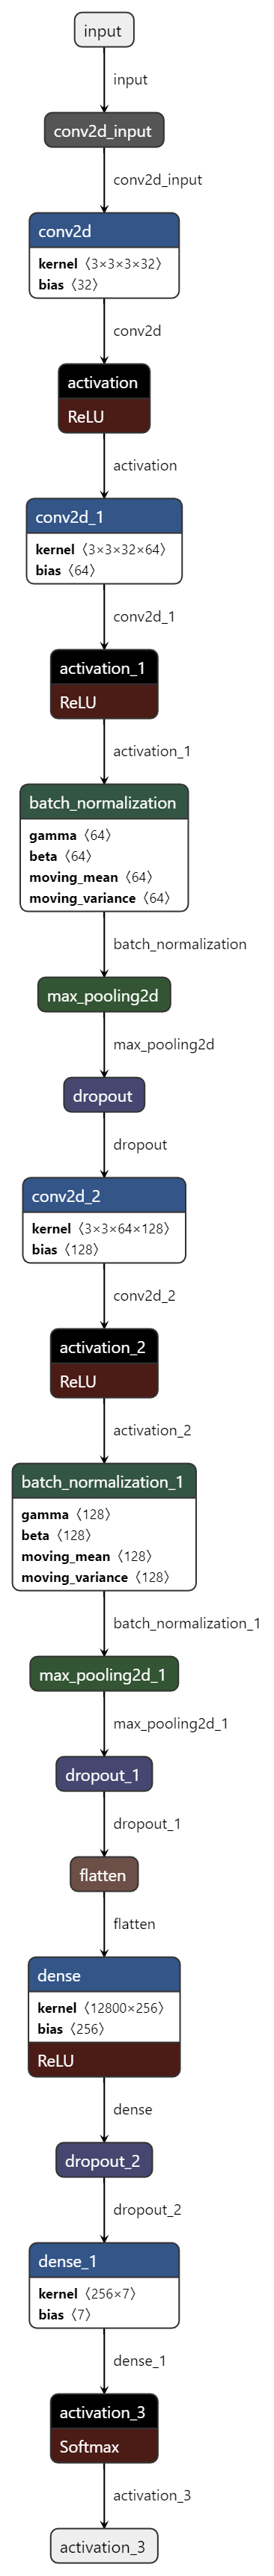 input
input
conv2d_input
conv2d_input
conv2d
kernel〈3×3×3×32〉
bias〈32〉
conv2d
activation
ReLU
activation
conv2d_1
kernel〈3×3×32×64〉
bias〈64〉
conv2d_1
activation_1
ReLU
activation_1
batch_normalization
gamma〈64〉
beta〈64〉
moving_mean〈64〉
moving_variance〈64〉
batch_normalization
max_pooling2d
max_pooling2d
dropout
dropout
conv2d_2
kernel〈3×3×64×128〉
bias〈128〉
conv2d_2
activation_2
ReLU
activation_2
batch_normalization_1
gamma〈128〉
beta〈128〉
moving_mean〈128〉
moving_variance〈128〉
batch_normalization_1
max_pooling2d_1
max_pooling2d_1
dropout_1
dropout_1
flatten
flatten
dense
kernel〈12800×256〉
bias〈256〉
ReLU
dense
dropout_2
dropout_2
dense_1
kernel〈256×7〉
bias〈7〉
dense_1
activation_3
Softmax
activation_3
activation_3